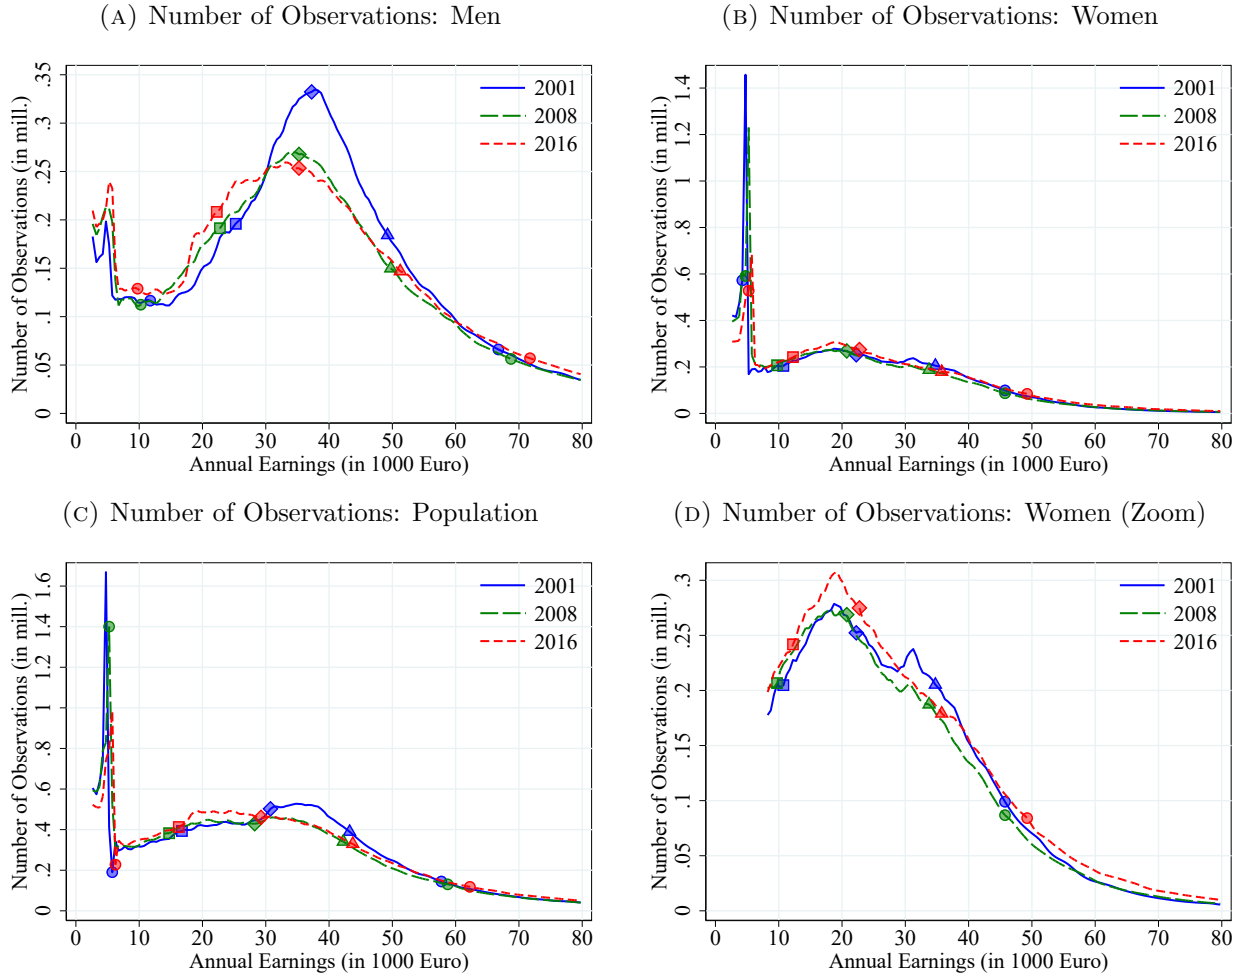 (A) Number of Observations: Men
Number of Observations (in mill.)
.35
.3
.25
.2
.15
.1
.05
0
2001
2008
2016
0 10 20 30 40 50 60 70 80
Annual Earnings (in 1000 Euro)
(B) Number of Observations: Women
Number of Observations (in mill.)
1.4
1.2
1
.8
.6
.4
.2
0
2001
2008
2016
0 10 20 30 40 50 60 70 80
Annual Earnings (in 1000 Euro)
(C) Number of Observations: Population
Number of Observations (in mill.)
1.6
1.4
1.2
1
.8
.6
.4
.2
0
2001
2008
2016
0 10 20 30 40 50 60 70 80
Annual Earnings (in 1000 Euro)
(D) Number of Observations: Women (Zoom)
Number of Observations (in mill.)
.3
.25
.2
.15
.1
.05
0
2001
2008
2016
0 10 20 30 40 50 60 70 80
Annual Earnings (in 1000 Euro)